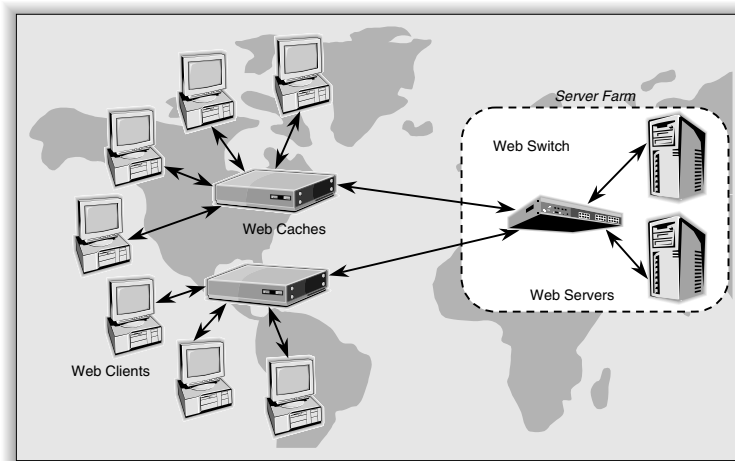 Server Farm
Web Switch
Web Caches
Web Servers
Web Clients